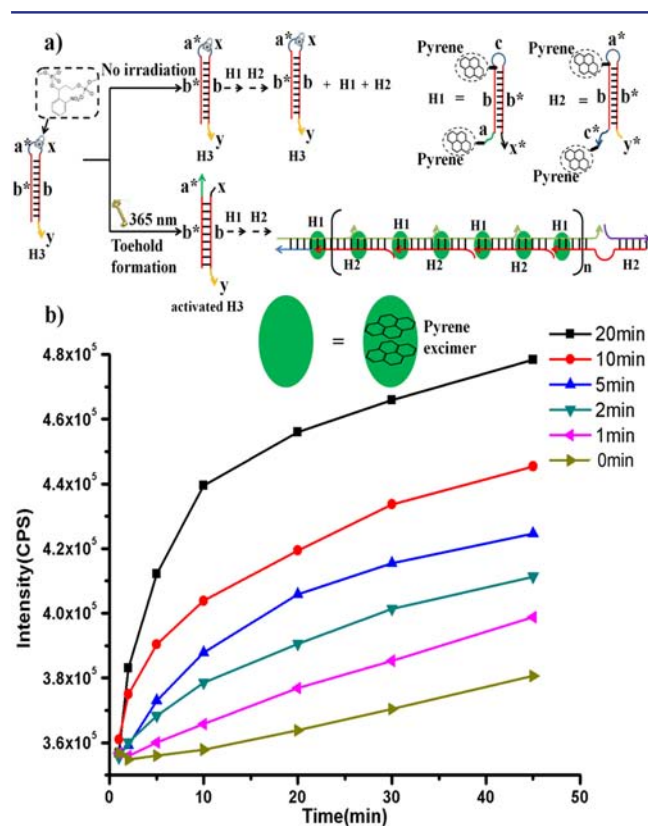 a)
a* x
No irradiation
b* b
H1 H2
y
H3
a* x
b* b
+ H1 + H2
y
H3
Pyrene
c
H1 = b b*
a
Pyrene
x*
Pyrene
a*
H2 = b b*
c*
Pyrene
y*
a* x
b* b
y
H3
365 nm
Toehold
formation
a* x
b* b
H1 H2
y
activated H3
H1 H1 H1 H1 H1
H2 H2 H2 H2 n H2
b)
=
Pyrene
excimer
20min
10min
5min
2min
1min
0min
Intensity(CPS)
4.8x10⁵
4.6x10⁵
4.4x10⁵
4.2x10⁵
4.0x10⁵
3.8x10⁵
3.6x10⁵
0 10 20 30 40 50
Time(min)